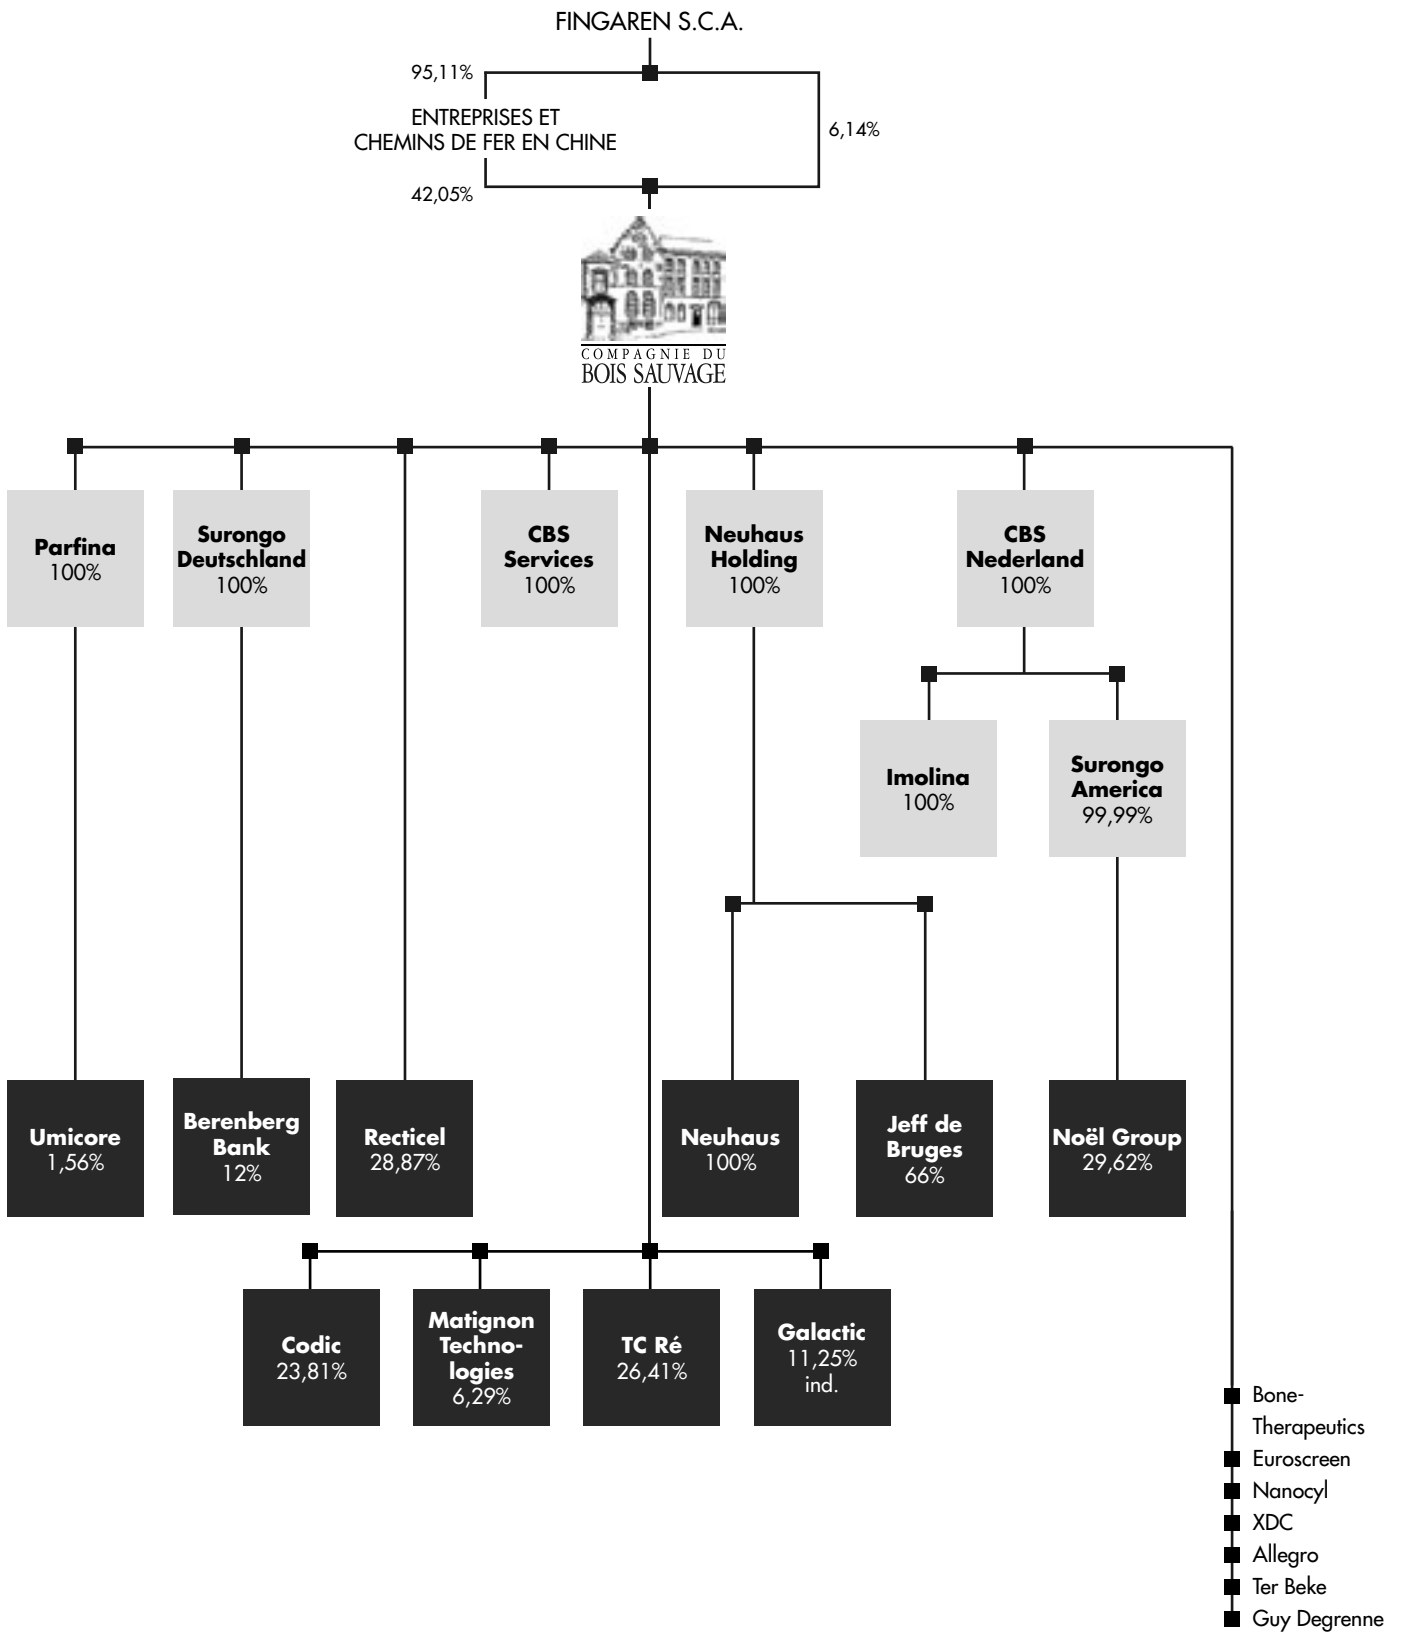 FINGAREN S.C.A.
95,11%
ENTREPRISES ET
CHEMINS DE FER EN CHINE
6,14%
42,05%
COMPAGNIE DU
BOIS SAUVAGE
Parfina
100%
Surongo
Deutschland
100%
CBS
Services
100%
Neuhaus
Holding
100%
CBS
Nederland
100%
Imolina
100%
Surongo
America
99,99%
Umicore
1,56%
Berenberg
Bank
12%
Recticel
28,87%
Neuhaus
100%
Jeff de
Bruges
66%
Noël Group
29,62%
Codic
23,81%
Matignon
Techno-
logies
6,29%
TC Ré
26,41%
Galactic
11,25%
ind.
Bone-
Therapeutics
Euroscreen
Nanocyl
XDC
Allegro
Ter Beke
Guy Degrenne